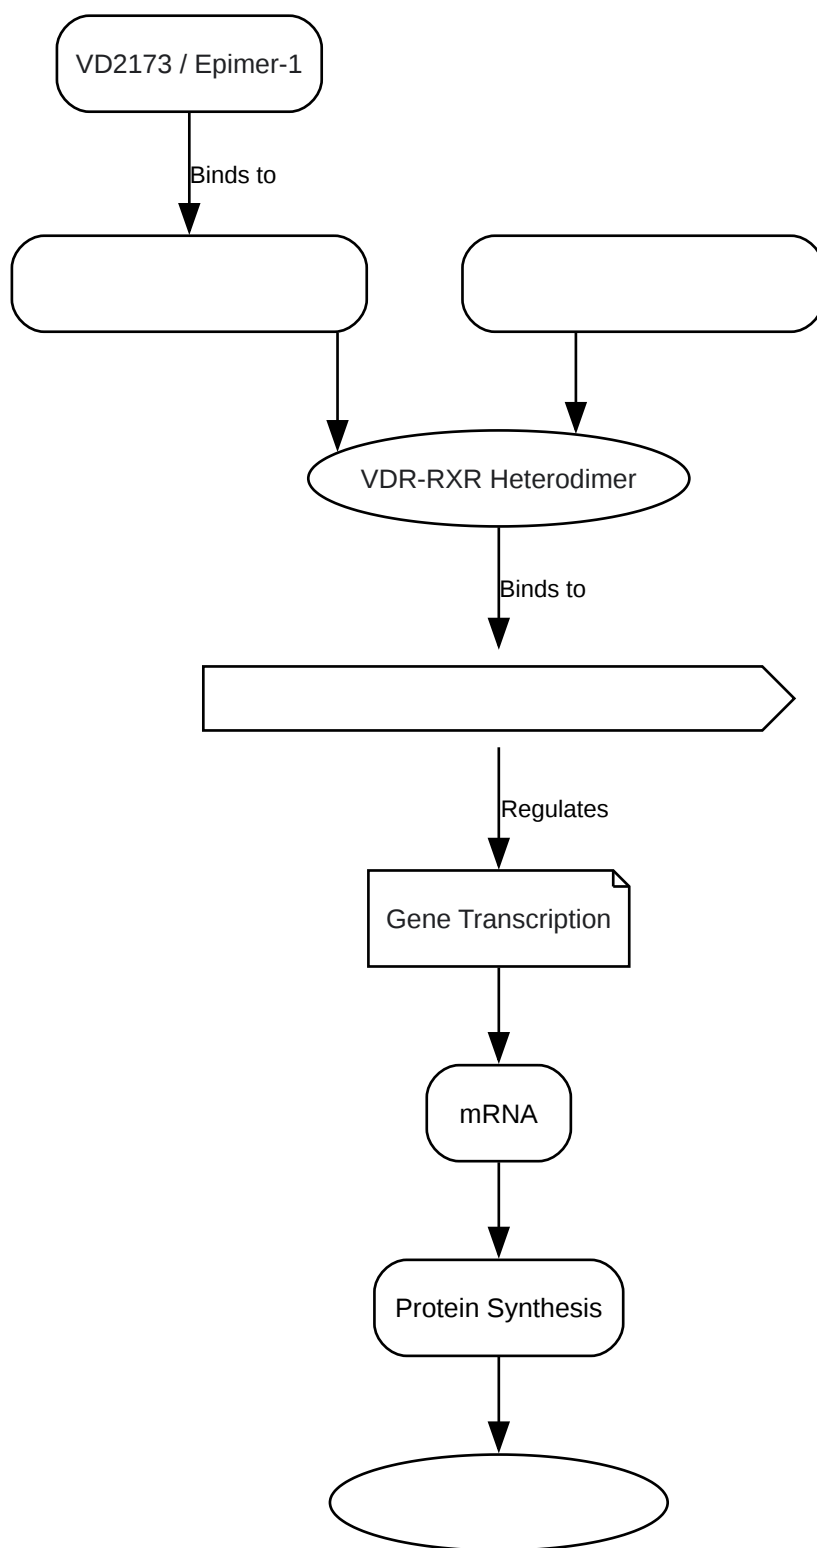 VD2173 / Epimer-1
Binds to
VDR-RXR Heterodimer
Binds to
Regulates
Gene Transcription
mRNA
Protein Synthesis